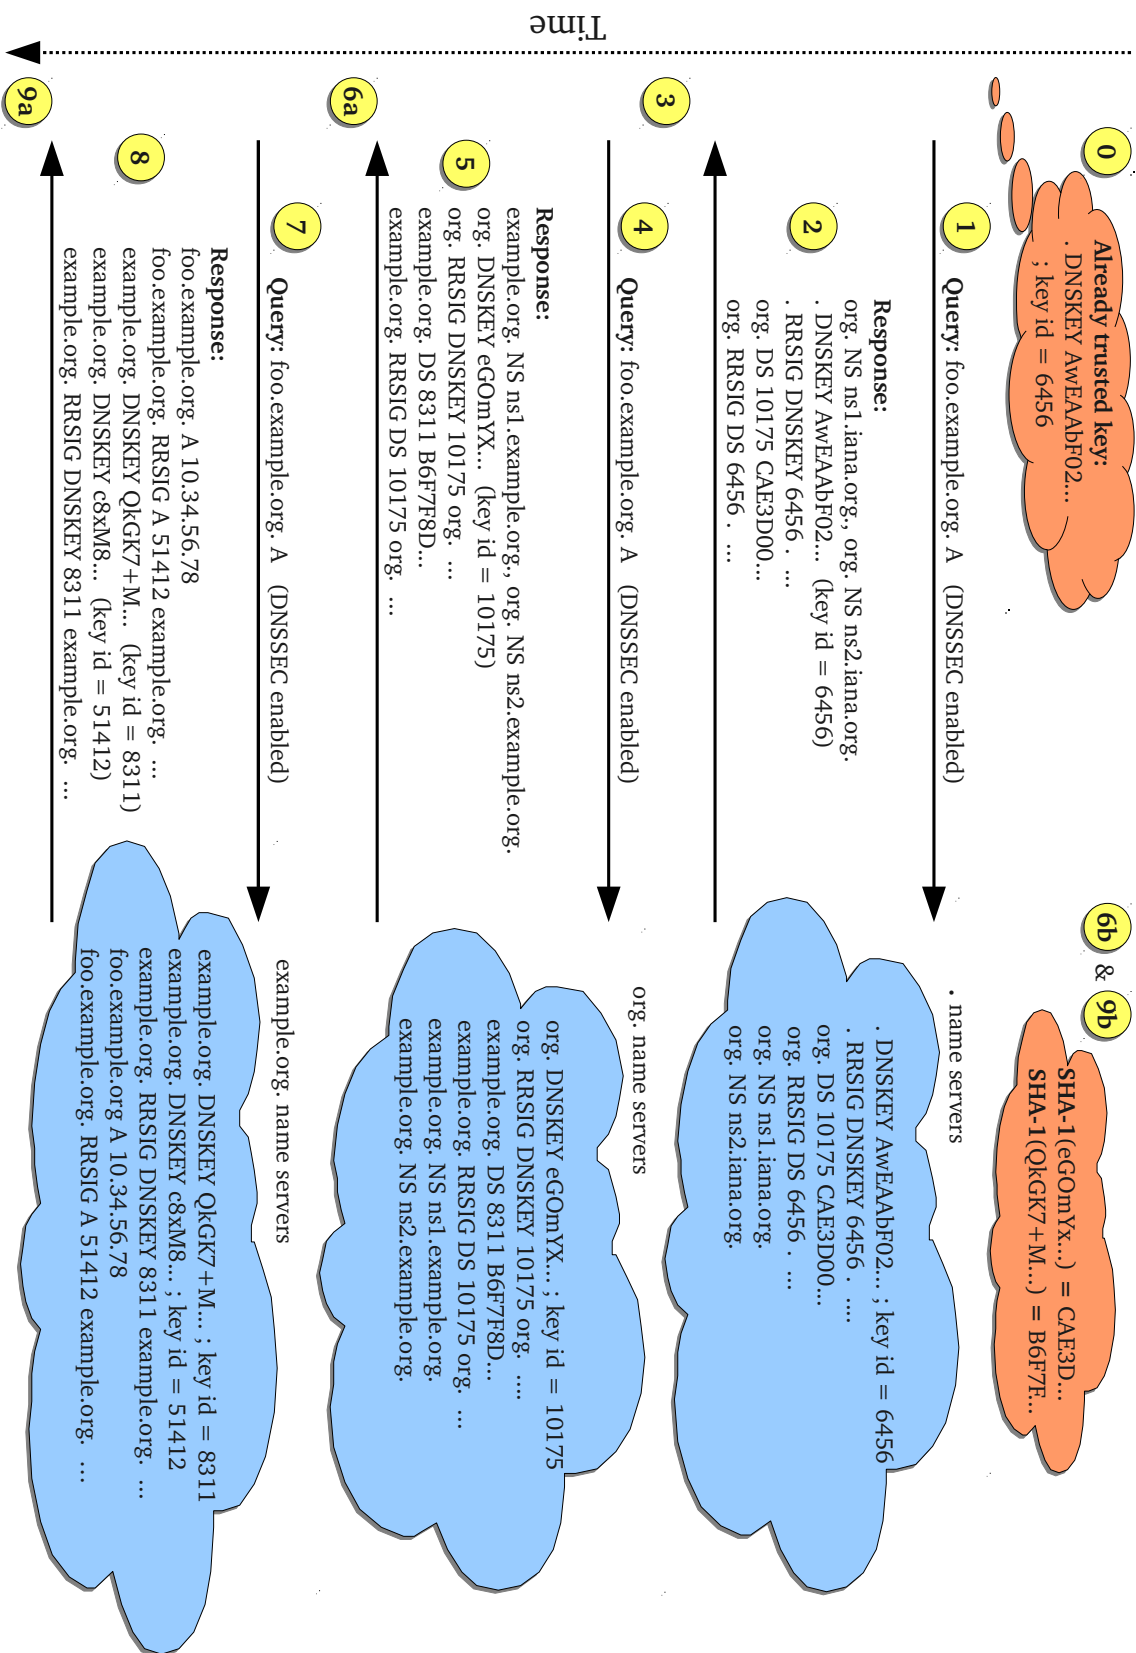 Time
0
Already trusted key:
. DNSKEY AwEAAbF02...
; key id = 6456
6b & 9b
SHA-1(eGOmYx...) = CAE3D...
SHA-1(QkGK7+M...) = B6F7F...
1
Query: foo.example.org. A (DNSSEC enabled)
. name servers
2
Response:
org. NS ns1.iana.org., org. NS ns2.iana.org.
. DNSKEY AwEAAbF02... (key id = 6456)
. RRSIG DNSKEY 6456 . ...
org. DS 10175 CAE3D00...
org. RRSIG DS 6456 . ...
. DNSKEY AwEAAbF02... ; key id = 6456
. RRSIG DNSKEY 6456 . ....
org. DS 10175 CAE3D00...
org. RRSIG DS 6456 . ...
org. NS ns1.iana.org.
org. NS ns2.iana.org.
3
4
Query: foo.example.org. A (DNSSEC enabled)
org. name servers
5
Response:
example.org. NS ns1.example.org., org. NS ns2.example.org.
org. DNSKEY eGOmYX... (key id = 10175)
org. RRSIG DNSKEY 10175 org. ...
example.org. DS 8311 B6F7F8D...
example.org. RRSIG DS 10175 org. ...
org. DNSKEY eGOmYX... ; key id = 10175
org. RRSIG DNSKEY 10175 org. ....
example.org. DS 8311 B6F7F8D...
example.org. RRSIG DS 10175 org. ...
example.org. NS ns1.example.org.
example.org. NS ns2.example.org.
6a
7
Query: foo.example.org. A (DNSSEC enabled)
example.org. name servers
8
Response:
foo.example.org. A 10.34.56.78
foo.example.org. RRSIG A 51412 example.org. ...
example.org. DNSKEY QkGK7+M... (key id = 8311)
example.org. DNSKEY c8xM8... (key id = 51412)
example.org. RRSIG DNSKEY 8311 example.org. ...
example.org. DNSKEY QkGK7+M... ; key id = 8311
example.org. DNSKEY c8xM8... ; key id = 51412
example.org. RRSIG DNSKEY 8311 example.org. ...
foo.example.org A 10.34.56.78
foo.example.org. RRSIG A 51412 example.org. ...
9a